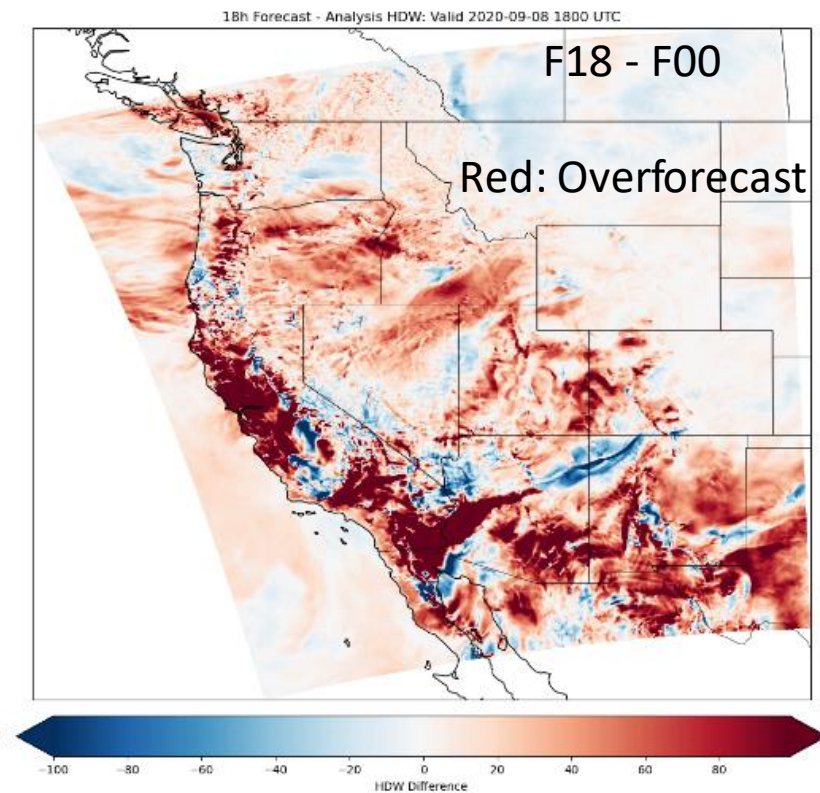 18h Forecast - Analysis HDW: Valid 2020-09-08 1800 UTC
F18 - F00
Red: Overforecast
−100 −80 −60 −40 −20 0 20 40 60 80
HDW Difference